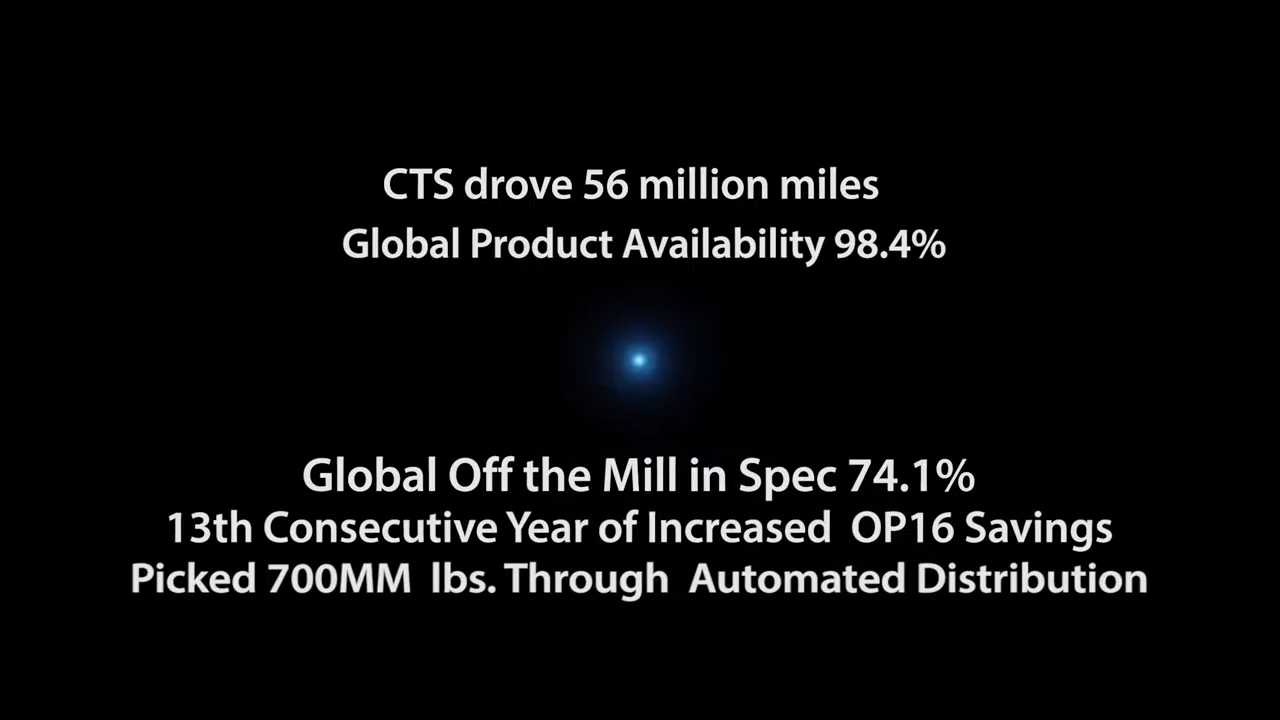 CTS drove 56 million miles
Global Product Availability 98.4%
Global Off the Mill in Spec 74.1%
13th Consecutive Year of Increased OP16 Savings
Picked 700MM lbs. Through Automated Distribution